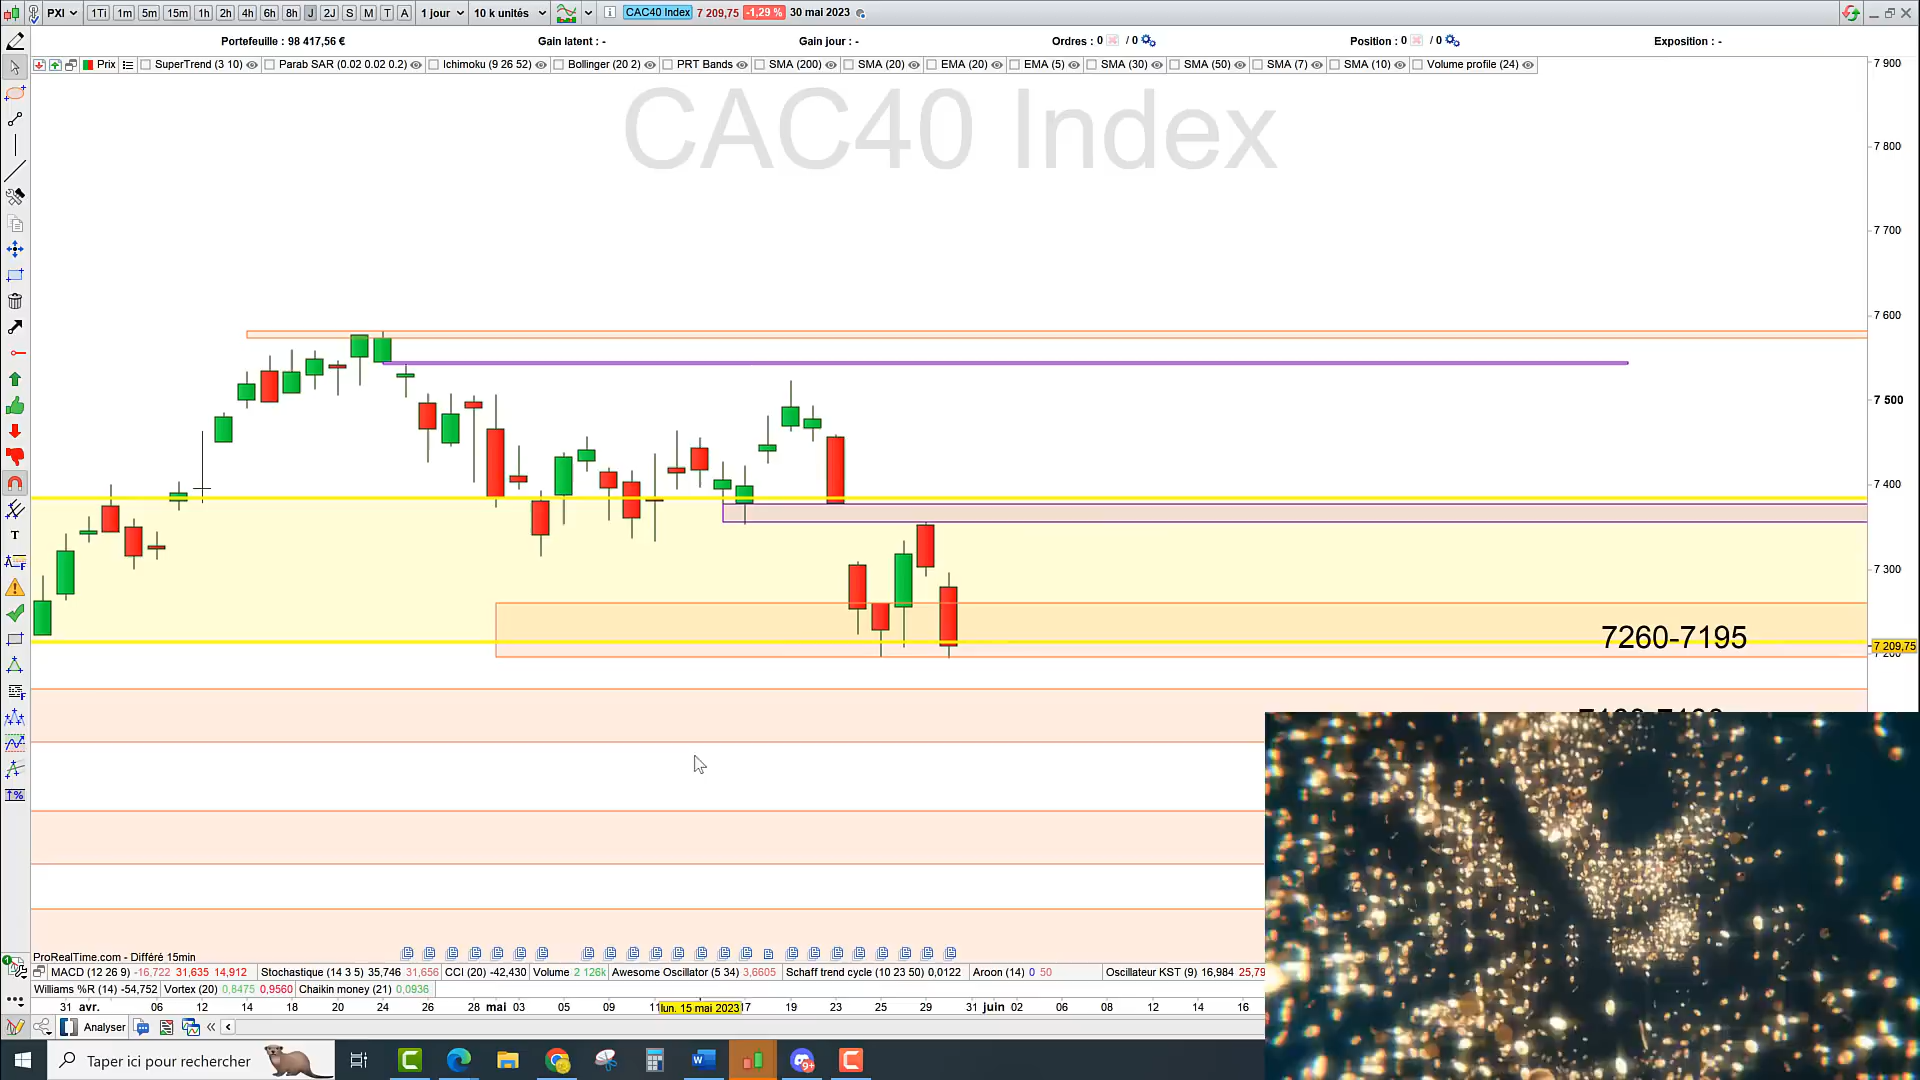 PXI 1Ti 1m 5m 15m 1h 2h 4h 6h 8h J 2J S M T A 1 jour 10 k unités CAC40 Index 7 209,75 -1,29 % 30 mai 2023
Portefeuille : 98 417,56 € Gain latent : - Gain jour : - Ordres : 0 / 0 Position : 0 / 0 Exposition : -
Prix SuperTrend (3 10) Parab SAR (0.02 0.02 0.2) Ichimoku (9 26 52) Bollinger (20 2) PRT Bands SMA (200) SMA (20) EMA (20) EMA (5) SMA (30) SMA (50) SMA (7) SMA (10) Volume profile (24)
7 900
CAC40 Index
7 800
7 700
7 600
7 500
7 400
7 300
7260-7195
7 209,75
ProRealTime.com - Différé 15min
MACD (12 26 9) -16,722 31,635 14,912 Stochastique (14 3 5) 35,746 31,656 CCI (20) -42,430 Volume 2 126k Awesome Oscillator (5 34) 3,6605 Schaff trend cycle (10 23 50) 0,0122 Aroon (14) 0 50 Oscillateur KST (9) 16,984 25,79
Williams %R (14) -54,752 Vortex (20) 0,8475 0,9560 Chaikin money (21) 0,0936
31 avr. 06 12 14 18 20 24 26 28 mai 03 05 09 11 lun. 15 mai 2023 17 19 23 25 29 31 juin 02 06 08 12 14 16
Analyser
Taper ici pour rechercher